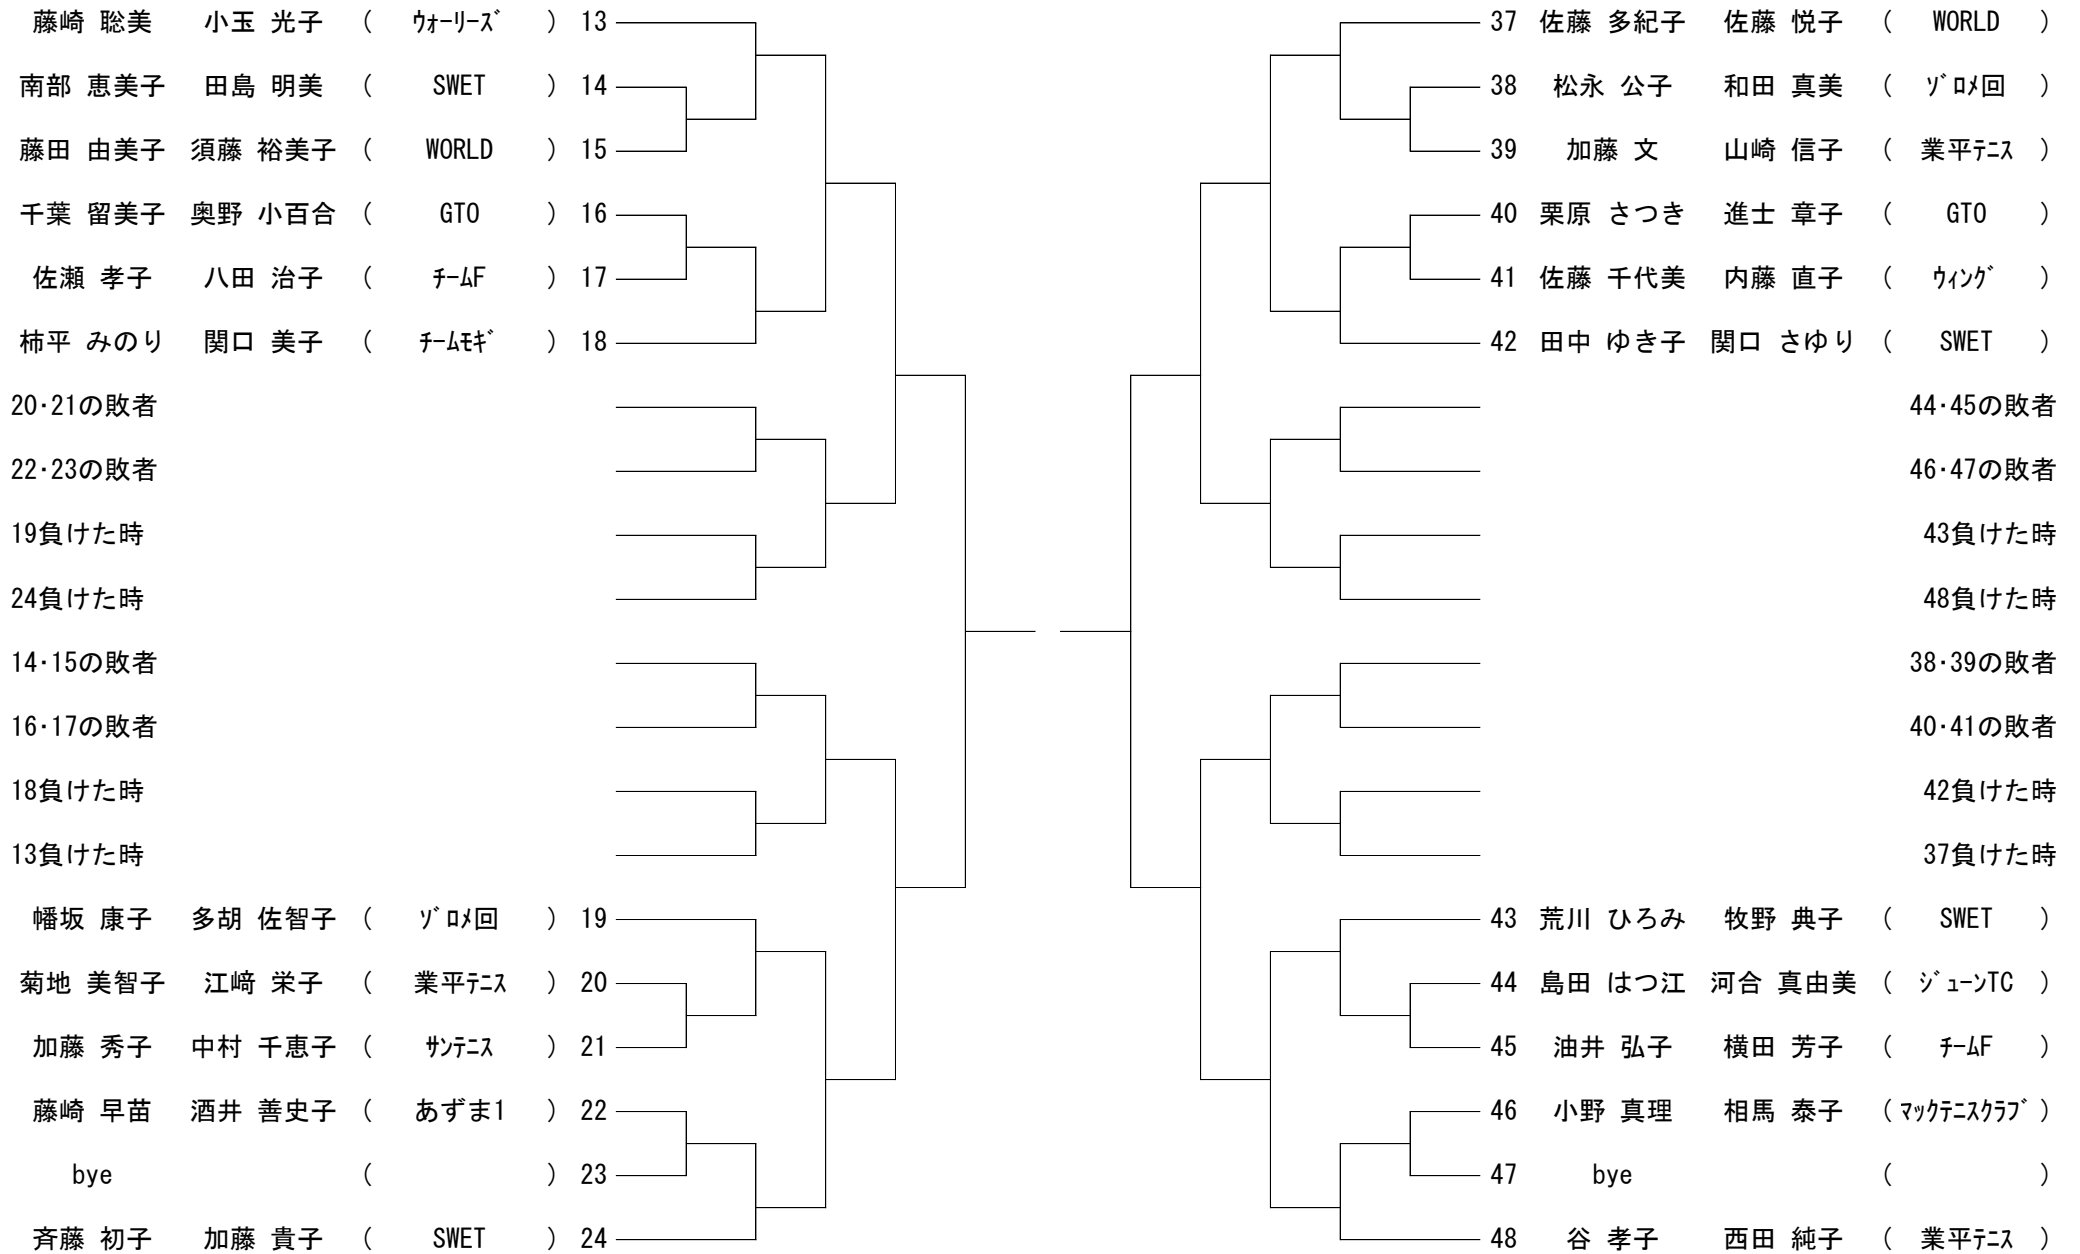 藤崎 聡美 小玉 光子 ( ｳｫｰﾘｰｽﾞ ) 13
南部 恵美子 田島 明美 ( SWET ) 14
藤田 由美子 須藤 裕美子 ( WORLD ) 15
千葉 留美子 奥野 小百合 ( GTO ) 16
佐瀬 孝子 八田 治子 ( ﾁｰﾑF ) 17
柿平 みのり 関口 美子 ( ﾁｰﾑﾓｷﾞ ) 18
20･21の敗者
22･23の敗者
19負けた時
24負けた時
14･15の敗者
16･17の敗者
18負けた時
13負けた時
幡坂 康子 多胡 佐智子 ( ｿﾞﾛﾒ回 ) 19
菊地 美智子 江﨑 栄子 ( 業平ﾃﾆｽ ) 20
加藤 秀子 中村 千恵子 ( ｻﾝﾃﾆｽ ) 21
藤崎 早苗 酒井 善史子 ( あずま1 ) 22
bye ( ) 23
斉藤 初子 加藤 貴子 ( SWET ) 24
37 佐藤 多紀子 佐藤 悦子 ( WORLD )
38 松永 公子 和田 真美 ( ｿﾞﾛﾒ回 )
39 加藤 文 山崎 信子 ( 業平ﾃﾆｽ )
40 栗原 さつき 進士 章子 ( GTO )
41 佐藤 千代美 内藤 直子 ( ｳｨﾝｸﾞ )
42 田中 ゆき子 関口 さゆり ( SWET )
44･45の敗者
46･47の敗者
43負けた時
48負けた時
38･39の敗者
40･41の敗者
42負けた時
37負けた時
43 荒川 ひろみ 牧野 典子 ( SWET )
44 島田 はつ江 河合 真由美 ( ｼﾞｭｰﾝTC )
45 油井 弘子 横田 芳子 ( ﾁｰﾑF )
46 小野 真理 相馬 泰子 ( ﾏｯｸﾃﾆｽｸﾗﾌﾞ )
47 bye ( )
48 谷 孝子 西田 純子 ( 業平ﾃﾆｽ )